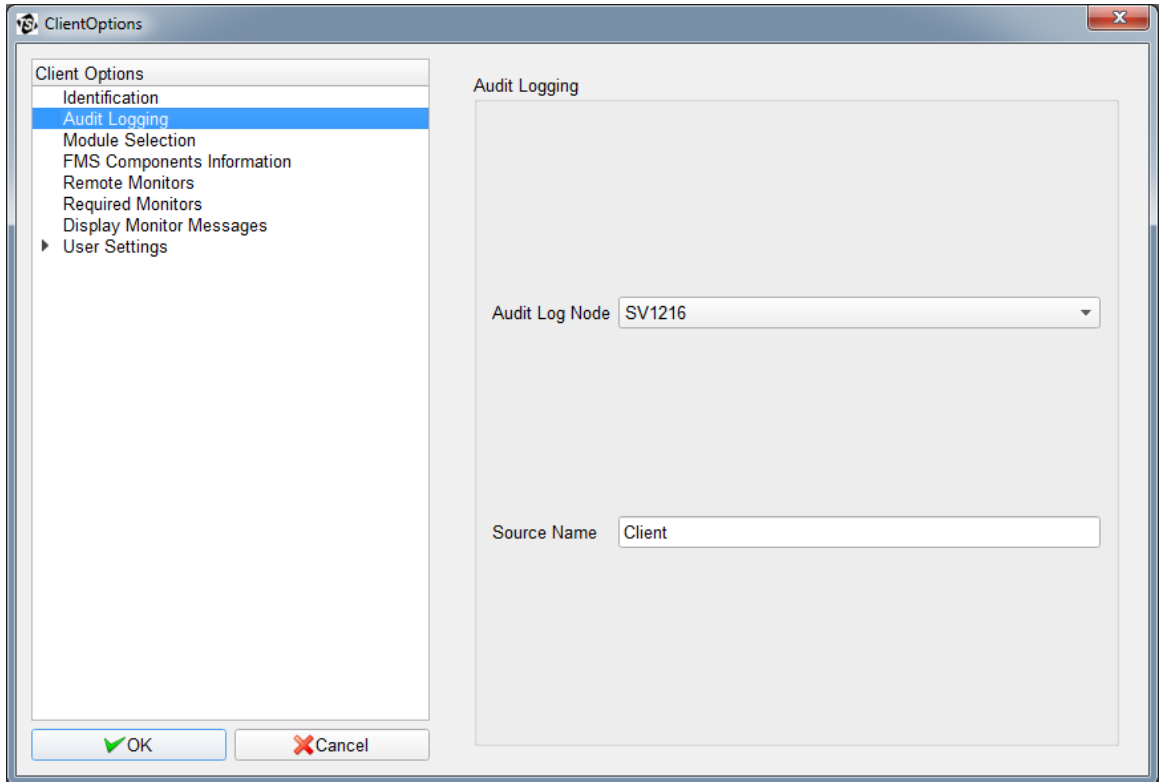 ClientOptions
Client Options
Identification
Audit Logging
Module Selection
FMS Components Information
Remote Monitors
Required Monitors
Display Monitor Messages
User Settings
OK
Cancel
Audit Logging
Audit Log Node SV1216
Source Name Client